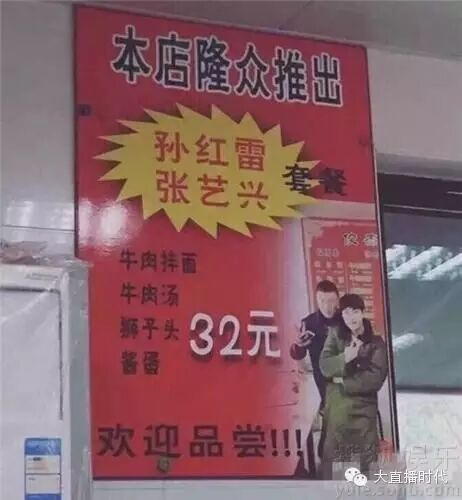 本店隆众推出
孙红雷
张艺兴
套餐
牛肉拌面
牛肉汤
狮子头
酱蛋
32元
欢迎品尝!!!
大直播时代